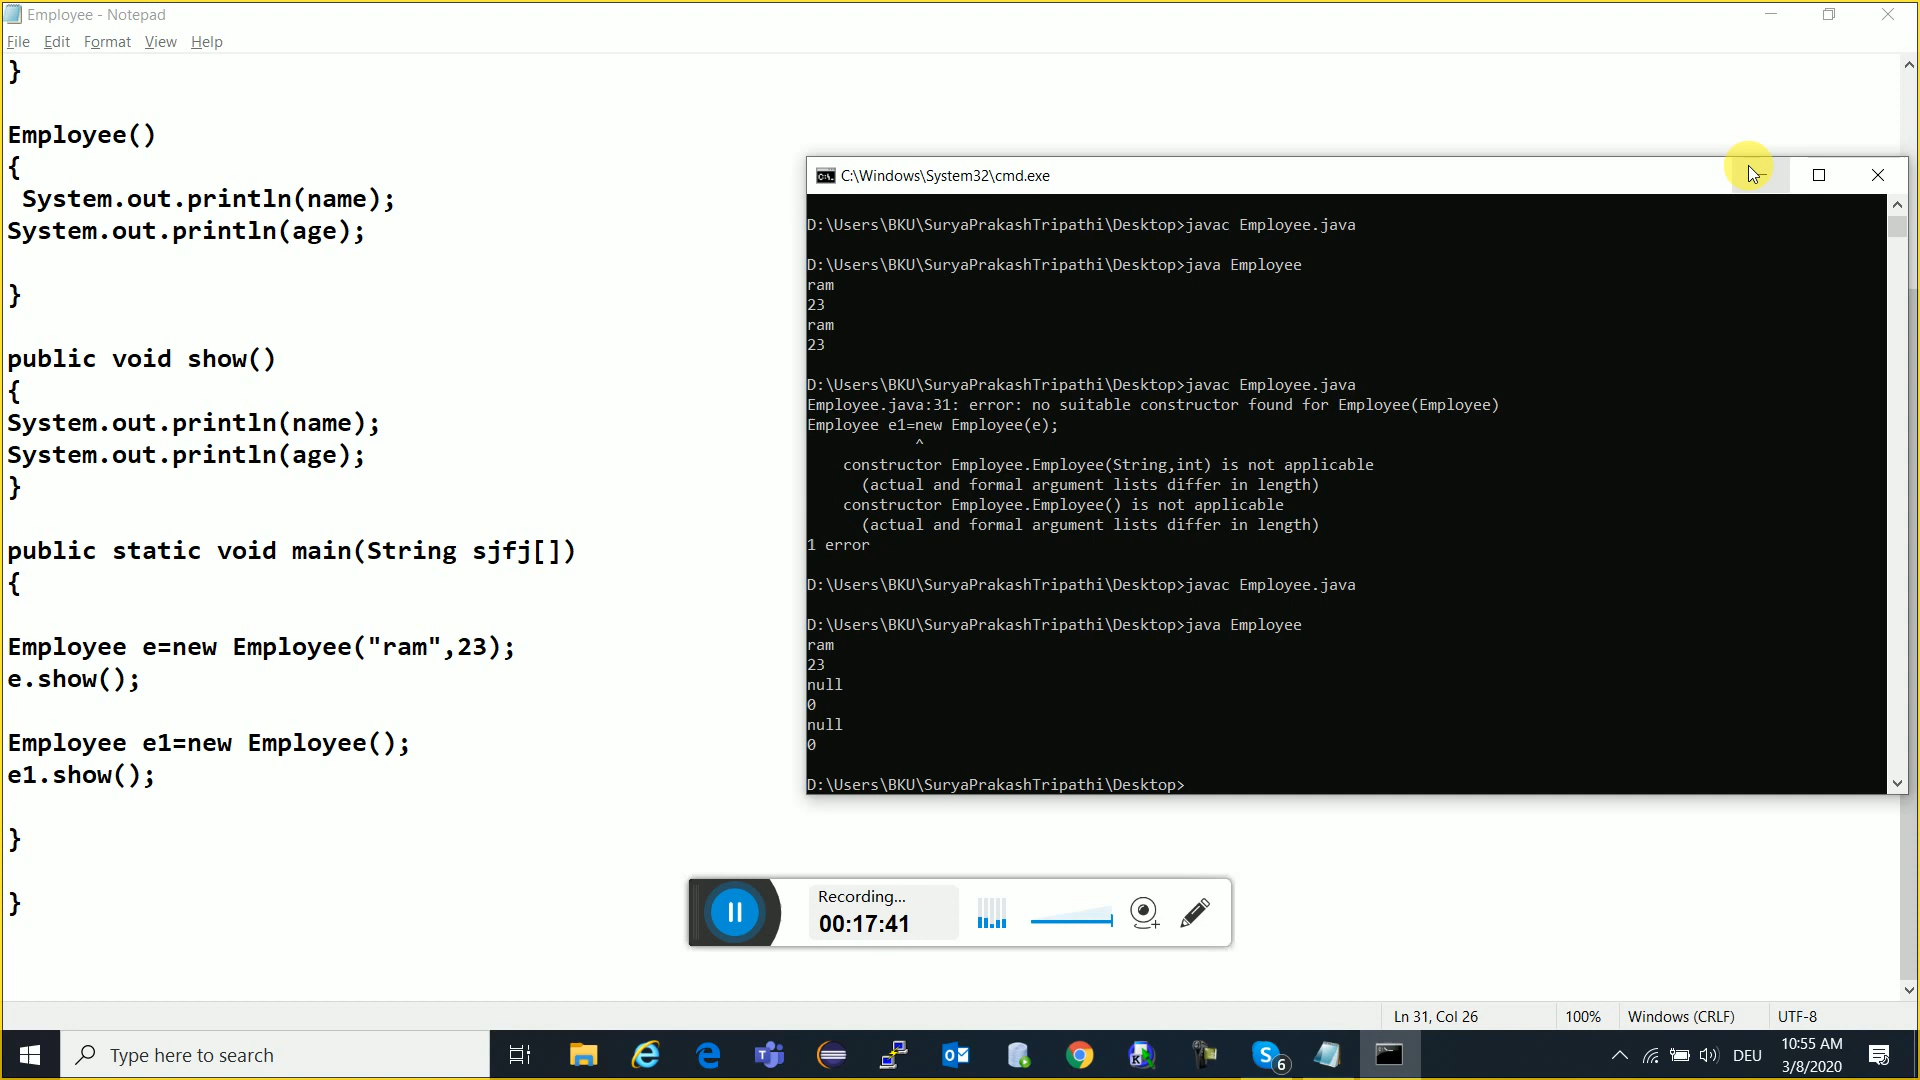 Employee - Notepad
File Edit Format View Help
}
Employee()
{
System.out.println(name);
System.out.println(age);
}
public void show()
{
System.out.println(name);
System.out.println(age);
}
public static void main(String sjfj[])
{
Employee e=new Employee("ram",23);
e.show();
Employee e1=new Employee();
e1.show();
}
}
C:\Windows\System32\cmd.exe
D:\Users\BKU\SuryaPrakashTripathi\Desktop>javac Employee.java
D:\Users\BKU\SuryaPrakashTripathi\Desktop>java Employee
ram
23
ram
23
D:\Users\BKU\SuryaPrakashTripathi\Desktop>javac Employee.java
Employee.java:31: error: no suitable constructor found for Employee(Employee)
Employee e1=new Employee(e);
^
constructor Employee.Employee(String,int) is not applicable
(actual and formal argument lists differ in length)
constructor Employee.Employee() is not applicable
(actual and formal argument lists differ in length)
1 error
D:\Users\BKU\SuryaPrakashTripathi\Desktop>javac Employee.java
D:\Users\BKU\SuryaPrakashTripathi\Desktop>java Employee
ram
23
null
0
null
0
D:\Users\BKU\SuryaPrakashTripathi\Desktop>
Recording...
00:17:41
Ln 31, Col 26 100% Windows (CRLF) UTF-8
Type here to search
6
DEU
10:55 AM
3/8/2020